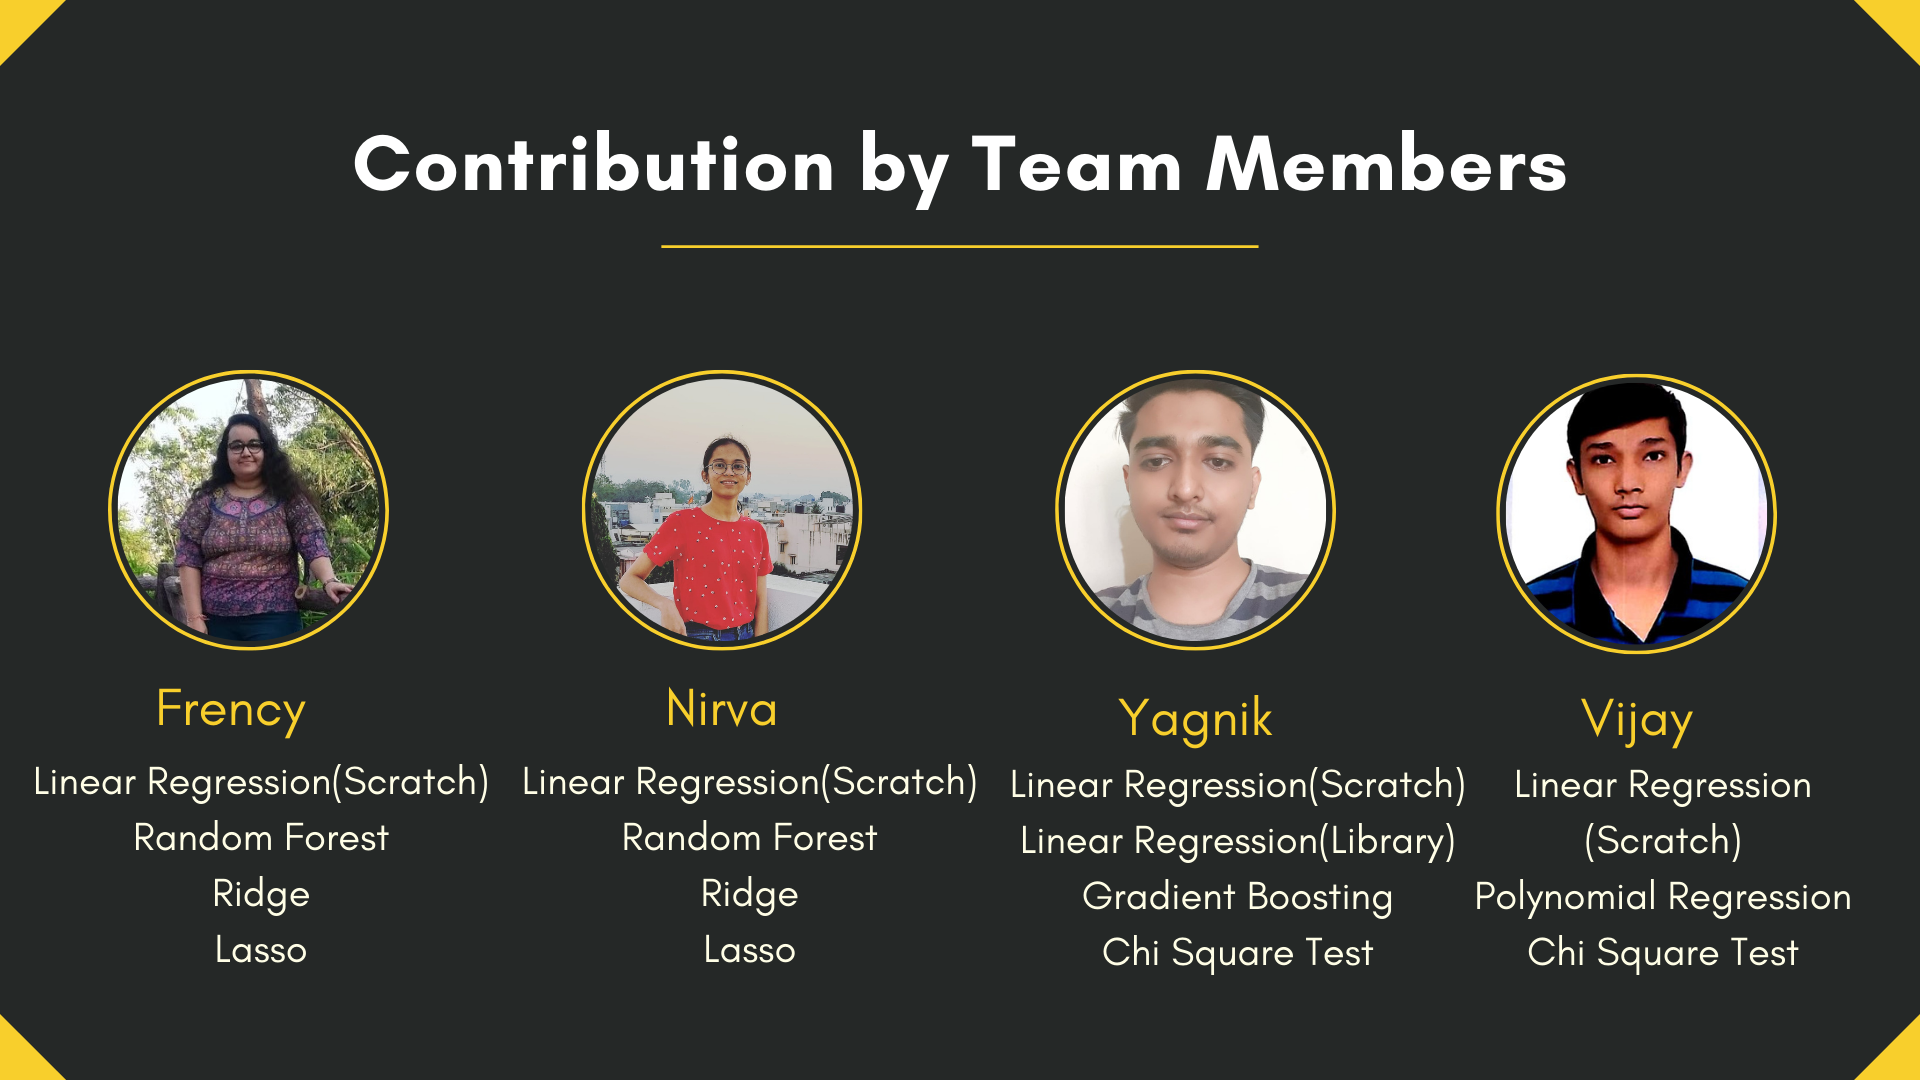 Contribution by Team Members
Frency
Linear Regression(Scratch)
Random Forest
Ridge
Lasso
Nirva
Linear Regression(Scratch)
Random Forest
Ridge
Lasso
Yagnik
Linear Regression(Scratch)
Linear Regression(Library)
Gradient Boosting
Chi Square Test
Vijay
Linear Regression
(Scratch)
Polynomial Regression
Chi Square Test